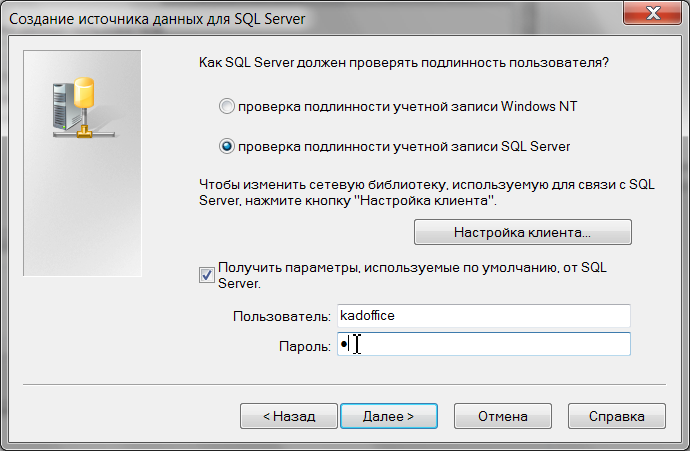 Создание источника данных для SQL Server
Как SQL Server должен проверять подлинность пользователя?
проверка подлинности учетной записи Windows NT
проверка подлинности учетной записи SQL Server
Чтобы изменить сетевую библиотеку, используемую для связи с SQL
Server, нажмите кнопку "Настройка клиента".
Настройка клиента...
Получить параметры, используемые по умолчанию, от SQL
Server.
Пользователь: kadoffice
Пароль: ●
< Назад Далее > Отмена Справка